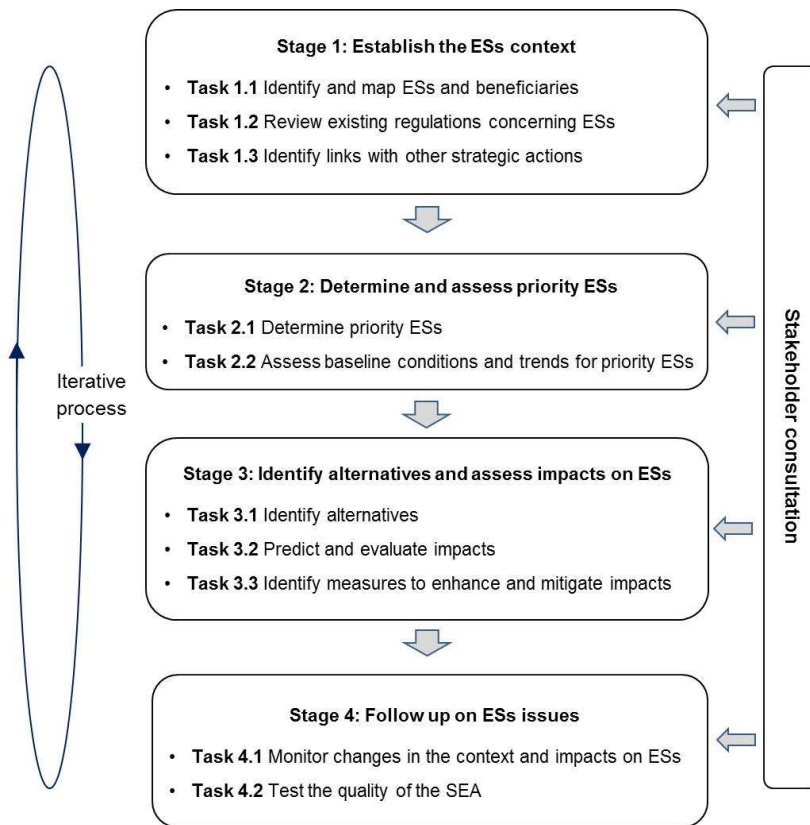 Stage 1: Establish the ESs context
• Task 1.1 Identify and map ESs and beneficiaries
• Task 1.2 Review existing regulations concerning ESs
• Task 1.3 Identify links with other strategic actions
Stage 2: Determine and assess priority ESs
• Task 2.1 Determine priority ESs
• Task 2.2 Assess baseline conditions and trends for priority ESs
Iterative
process
Stage 3: Identify alternatives and assess impacts on ESs
• Task 3.1 Identify alternatives
• Task 3.2 Predict and evaluate impacts
• Task 3.3 Identify measures to enhance and mitigate impacts
Stage 4: Follow up on ESs issues
• Task 4.1 Monitor changes in the context and impacts on ESs
• Task 4.2 Test the quality of the SEA
Stakeholder consultation